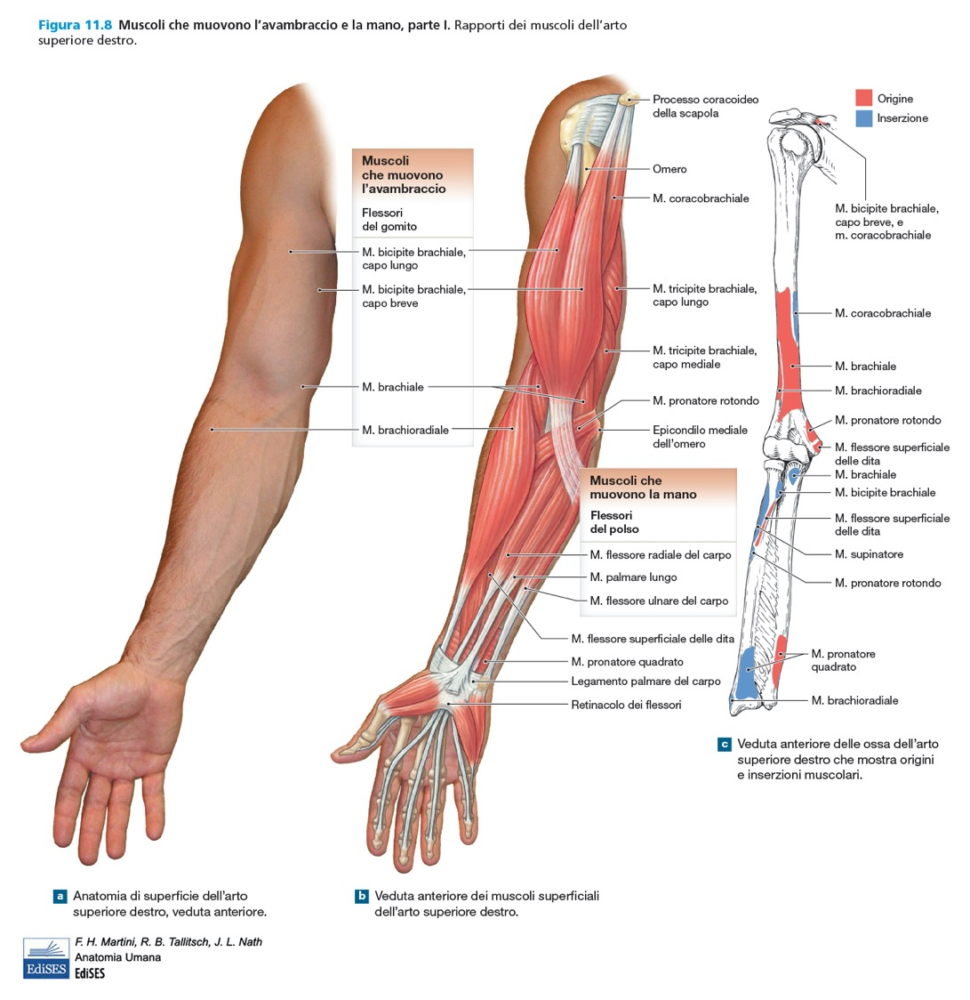 Figura 11.8 Muscoli che muovono l'avambraccio e la mano, parte I. Rapporti dei muscoli dell'arto
superiore destro.
Muscoli
che muovono
l'avambraccio
Flessori
del gomito
M. bicipite brachiale,
capo lungo
M. bicipite brachiale,
capo breve
M. brachiale
M. brachioradiale
Processo coracoideo
della scapola
Omero
M. coracobrachiale
M. tricipite brachiale,
capo lungo
M. tricipite brachiale,
capo mediale
M. pronatore rotondo
Epicondilo mediale
dell'omero
Muscoli che
muovono la mano
Flessori
del polso
M. flessore radiale del carpo
M. palmare lungo
M. flessore ulnare del carpo
M. flessore superficiale delle dita
M. pronatore quadrato
Legamento palmare del carpo
Retinacolo dei flessori
Origine
Inserzione
M. bicipite brachiale,
capo breve, e
m. coracobrachiale
M. coracobrachiale
M. brachiale
M. brachioradiale
M. pronatore rotondo
M. flessore superficiale
delle dita
M. brachiale
M. bicipite brachiale
M. flessore superficiale
delle dita
M. supinatore
M. pronatore rotondo
M. pronatore
quadrato
M. brachioradiale
c Veduta anteriore delle ossa dell'arto
superiore destro che mostra origini
e inserzioni muscolari.
a Anatomia di superficie dell'arto
superiore destro, veduta anteriore.
b Veduta anteriore dei muscoli superficiali
dell'arto superiore destro.
F. H. Martini, R. B. Tallitsch, J. L. Nath
Anatomia Umana
EdiSES
EdiSES